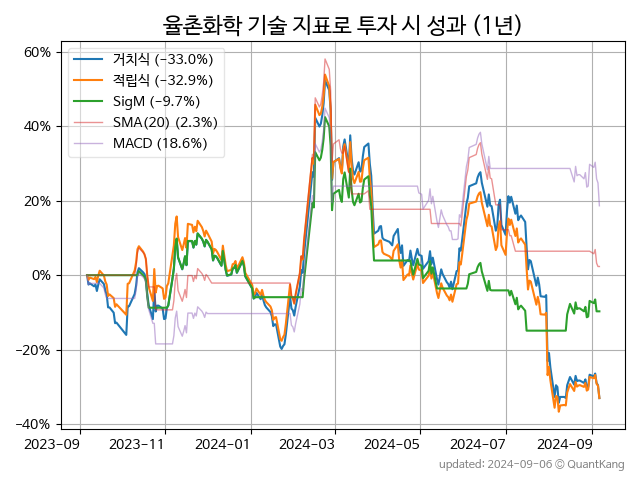 율촌화학 기술 지표로 투자 시 성과 (1년)
60%
40%
20%
0%
−20%
−40%
거치식 (−33.0%)
적립식 (−32.9%)
SigM (−9.7%)
SMA(20) (2.3%)
MACD (18.6%)
2023-09
2023-11
2024-01
2024-03
2024-05
2024-07
2024-09
updated: 2024-09-06 © QuantKang